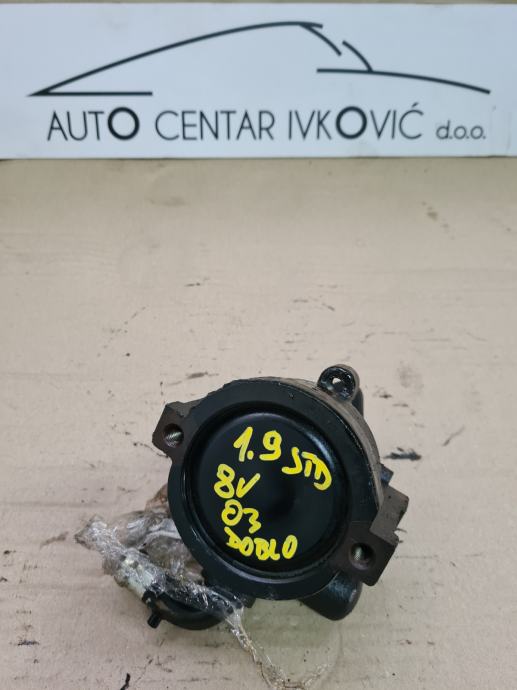 AUTO CENTAR IVKOVIĆ d.o.o.
1.9 JTD
8V
03
DOBLO